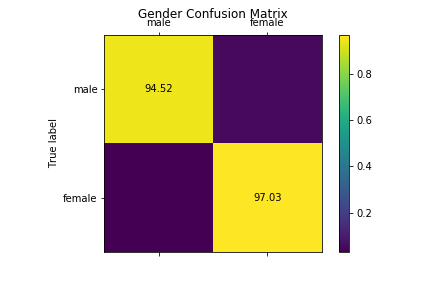 Gender Confusion Matrix
male female
male
94.52
female
97.03
True label
0.8
0.6
0.4
0.2